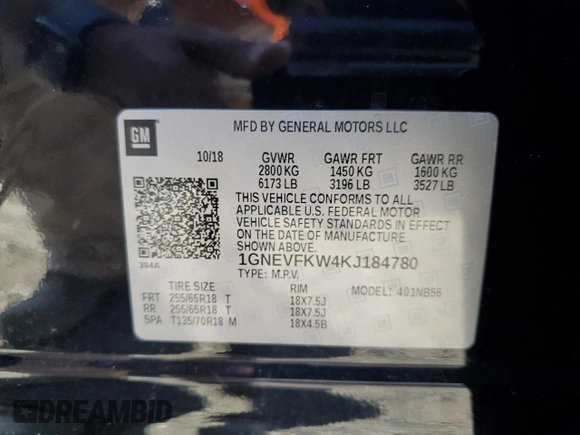 GM
MFD BY GENERAL MOTORS LLC
10/18 GVWR GAWR FRT GAWR RR
2800 KG 1450 KG 1600 KG
6173 LB 3196 LB 3527 LB
THIS VEHICLE CONFORMS TO ALL
APPLICABLE U.S. FEDERAL MOTOR
VEHICLE SAFETY STANDARDS IN EFFECT
ON THE DATE OF MANUFACTURE
SHOWN ABOVE.
384A
1GNEVFKW4KJ184780
TYPE: M.P.V. MODEL: 401NB56
TIRE SIZE RIM
FRT 255/65R18 T 18X7.5J
RR 255/65R18 T 18X7.5J
SPA T135/70R18 M 18X4.5B
DREAMBID